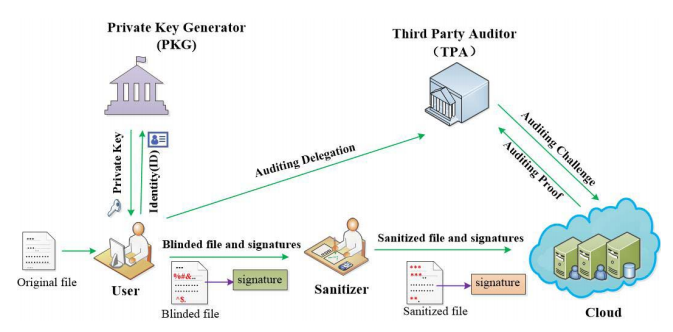 Private Key Generator
(PKG)
Third Party Auditor
（TPA）
Private Key
Identity(ID)
Auditing Delegation
Auditing Challenge
Auditing Proof
Original file
User
Blinded file and signatures
%#&..
^$.
signature
Blinded file
Sanitizer
Sanitized file and signatures
***
***..
**.
signature
Sanitized file
Cloud